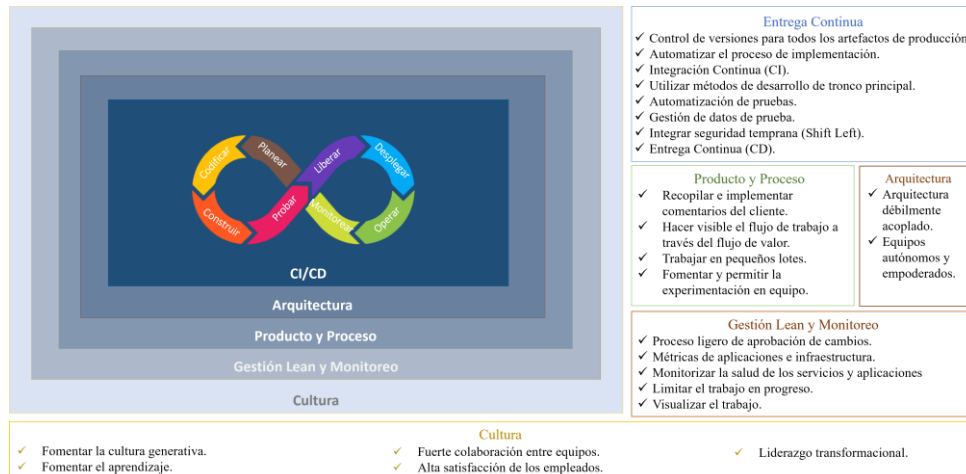 Codificar
Planear
Liberar
Desplegar
Construir
Probar
Monitorear
Operar
CI/CD
Arquitectura
Producto y Proceso
Gestión Lean y Monitoreo
Cultura
Entrega Continua
✓ Control de versiones para todos los artefactos de producción
✓ Automatizar el proceso de implementación.
✓ Integración Continua (CI).
✓ Utilizar métodos de desarrollo de tronco principal.
✓ Automatización de pruebas.
✓ Gestión de datos de prueba.
✓ Integrar seguridad temprana (Shift Left).
✓ Entrega Continua (CD).
Producto y Proceso
✓ Recopilar e implementar
comentarios del cliente.
✓ Hacer visible el flujo de trabajo a
través del flujo de valor.
✓ Trabajar en pequeños lotes.
✓ Fomentar y permitir la
experimentación en equipo.
Arquitectura
✓ Arquitectura
débilmente
acoplado.
✓ Equipos
autónomos y
empoderados.
Gestión Lean y Monitoreo
✓ Proceso ligero de aprobación de cambios.
✓ Métricas de aplicaciones e infraestructura.
✓ Monitorizar la salud de los servicios y aplicaciones
✓ Limitar el trabajo en progreso.
✓ Visualizar el trabajo.
Cultura
✓ Fomentar la cultura generativa.
✓ Fomentar el aprendizaje.
✓ Fuerte colaboración entre equipos.
✓ Alta satisfacción de los empleados.
✓ Liderazgo transformacional.